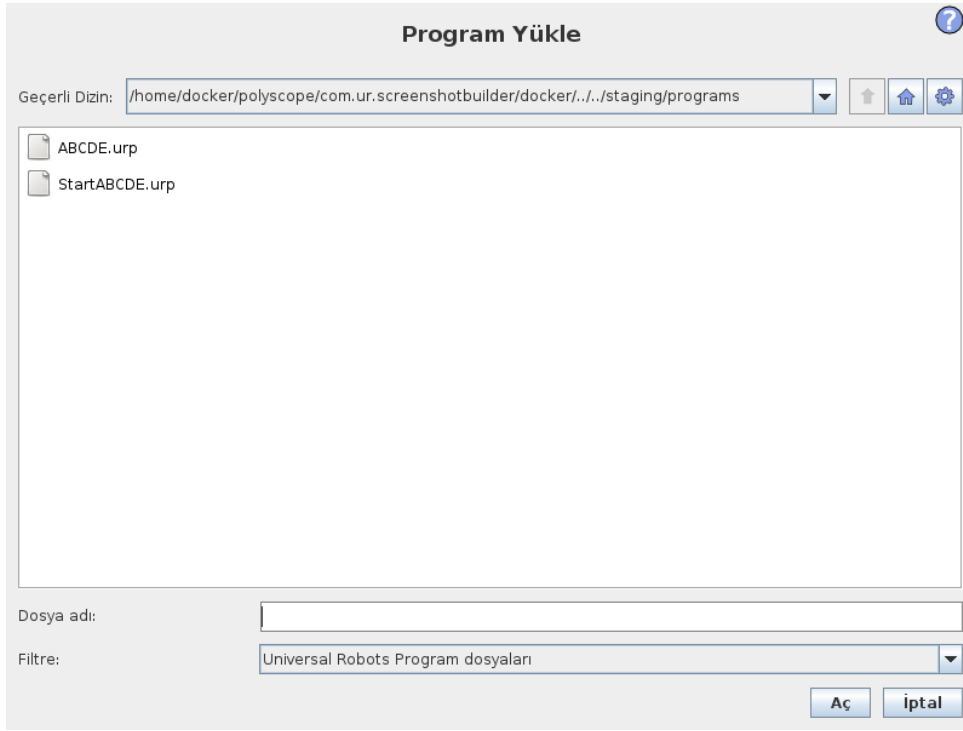 Program Yükle
?
Geçerli Dizin: /home/docker/polyscope/com.ur.screenshotbuilder/docker/../../staging/programs
ABCDE.urp
StartABCDE.urp
Dosya adı:
Filtre: Universal Robots Program dosyaları
Aç İptal